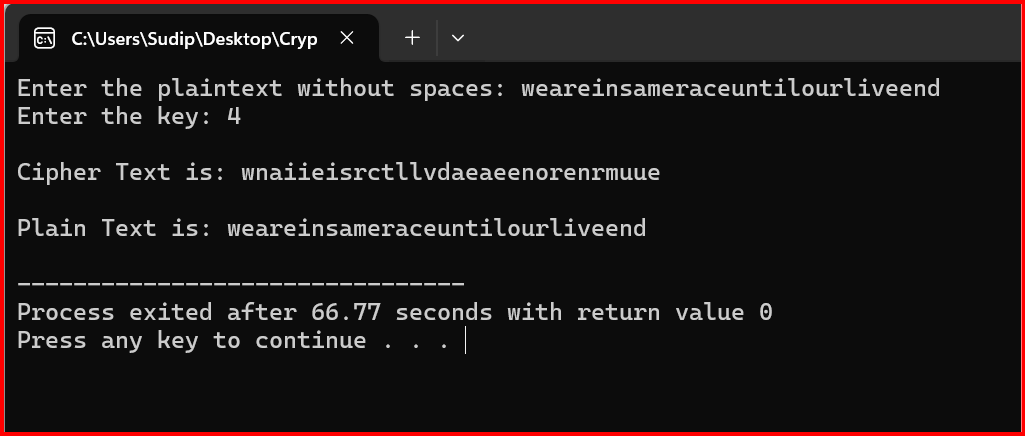 C:\Users\Sudip\Desktop\Cryp
Enter the plaintext without spaces: weareinsameraceuntilourliveend
Enter the key: 4
Cipher Text is: wnaiieisrctllvdaeaeenorenrmuue
Plain Text is: weareinsameraceuntilourliveend
--------------------------------
Process exited after 66.77 seconds with return value 0
Press any key to continue . . .